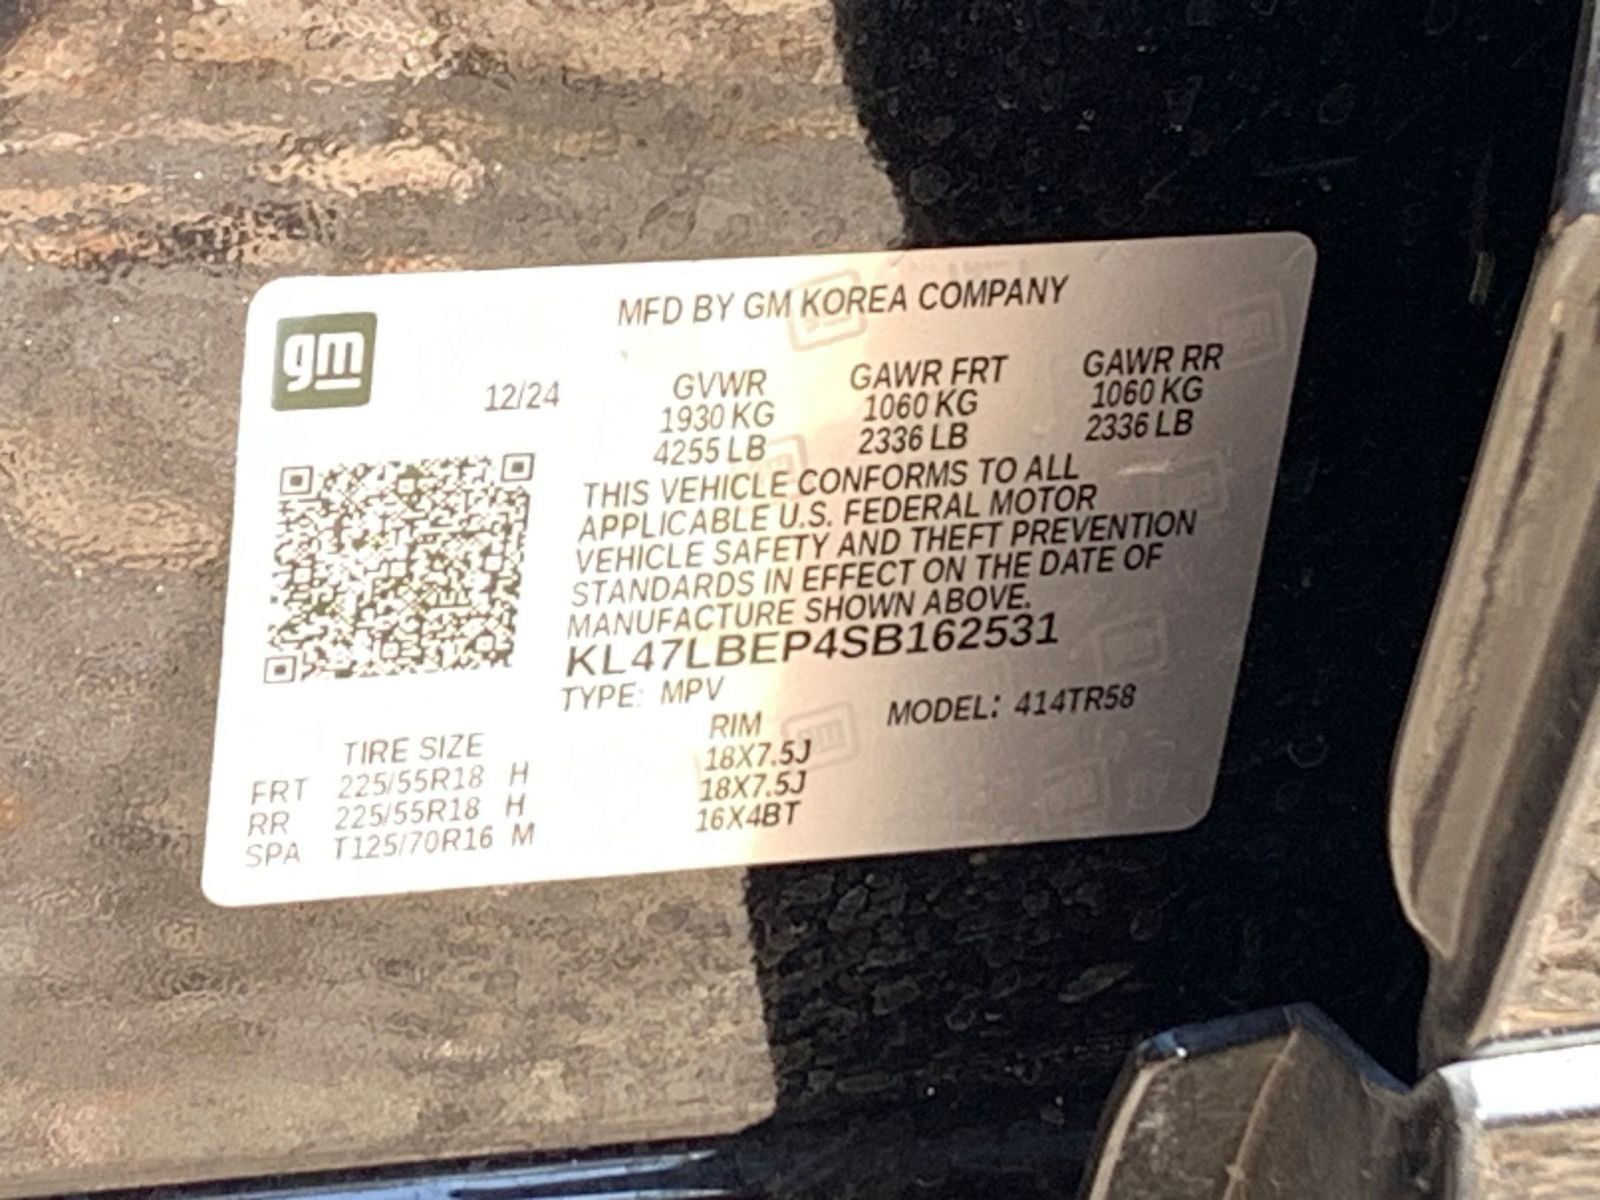 gm
MFD BY GM KOREA COMPANY
12/24 GVWR GAWR FRT GAWR RR
1930 KG 1060 KG 1060 KG
4255 LB 2336 LB 2336 LB
THIS VEHICLE CONFORMS TO ALL
APPLICABLE U.S. FEDERAL MOTOR
VEHICLE SAFETY AND THEFT PREVENTION
STANDARDS IN EFFECT ON THE DATE OF
MANUFACTURE SHOWN ABOVE.
KL47LBEP4SB162531
TYPE: MPV MODEL: 414TR58
TIRE SIZE RIM
FRT 225/55R18 H 18X7.5J
RR 225/55R18 H 18X7.5J
SPA T125/70R16 M 16X4BT